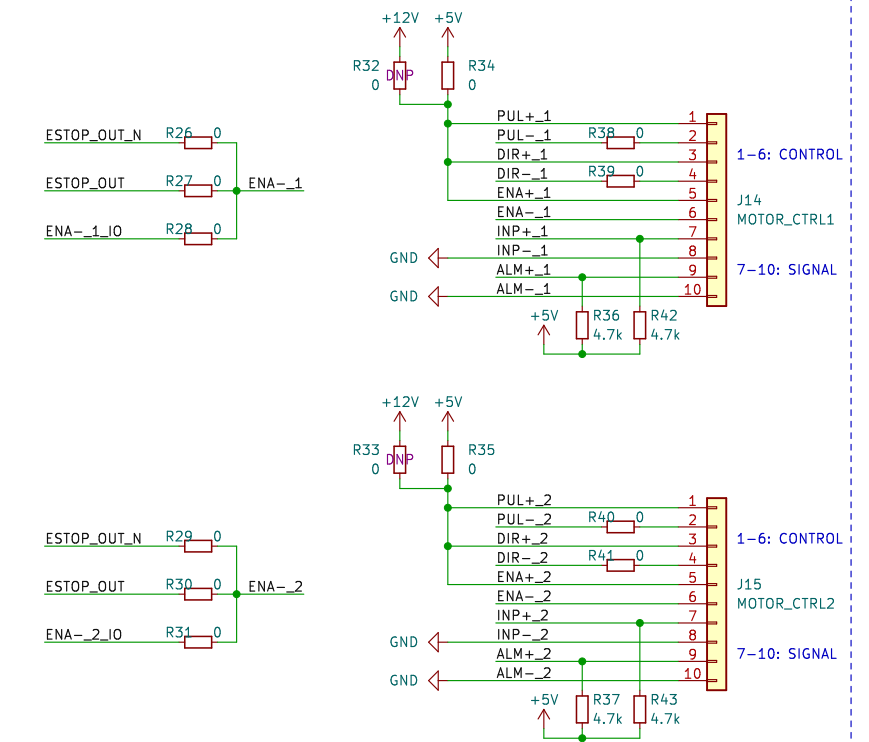 +12V +5V
R32 DNP R34
0 0
PUL+_1 1
ESTOP_OUT_N R26 0 PUL-_1 R38 0 2
DIR+_1 3 1-6: CONTROL
DIR-_1 R39 0 4
ESTOP_OUT R27 0 ENA-_1 ENA+_1 5 J14
ENA-_1 6 MOTOR_CTRL1
ENA-_1_IO R28 0 INP+_1 7
GND INP-_1 8
ALM+_1 9 7-10: SIGNAL
GND ALM-_1 10
+5V R36 R42
4.7k 4.7k
+12V +5V
R33 DNP R35
0 0
PUL+_2 1
PUL-_2 R40 0 2
ESTOP_OUT_N R29 0 DIR+_2 3 1-6: CONTROL
DIR-_2 R41 0 4
ESTOP_OUT R30 0 ENA-_2 ENA+_2 5 J15
ENA-_2 6 MOTOR_CTRL2
INP+_2 7
ENA-_2_IO R31 0 GND INP-_2 8
ALM+_2 9 7-10: SIGNAL
GND ALM-_2 10
+5V R37 R43
4.7k 4.7k